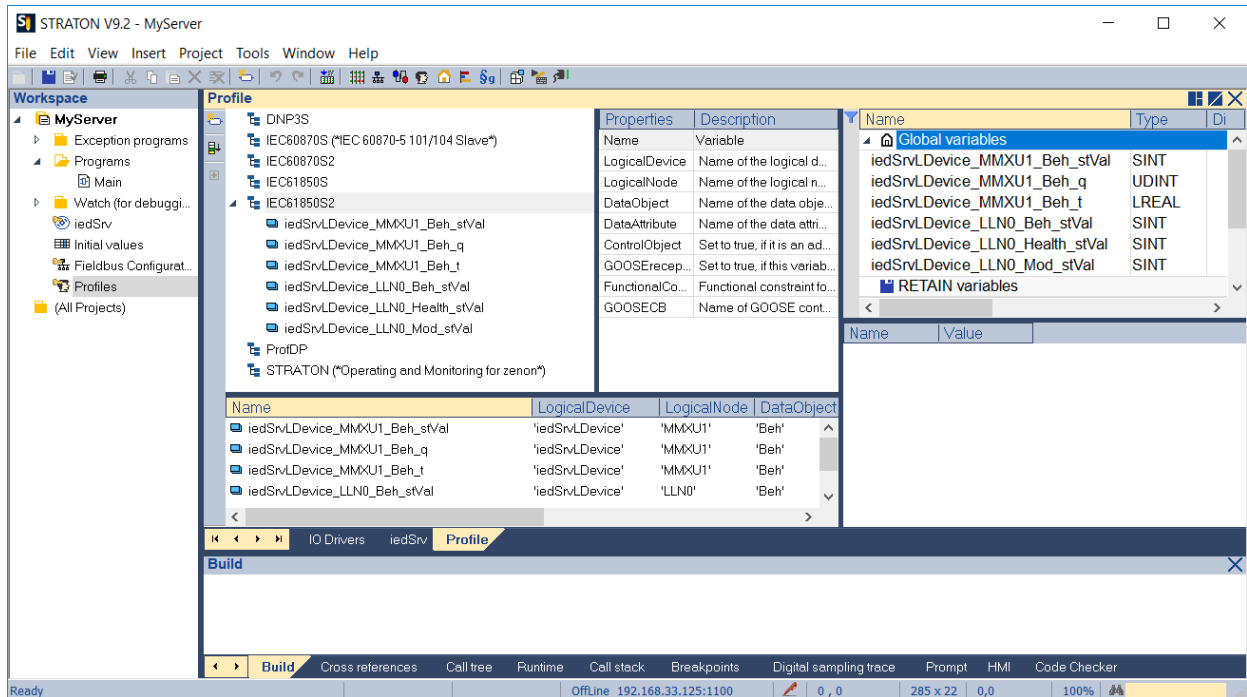 STRATON V9.2 - MyServer
File Edit View Insert Project Tools Window Help
Workspace
MyServer
Exception programs
Programs
Main
Watch (for debuggi...
iedSrv
Initial values
Fieldbus Configurat...
Profiles
(All Projects)
Profile
DNP3S
IEC60870S (*IEC 60870-5 101/104 Slave*)
IEC60870S2
IEC61850S
IEC61850S2
iedSrvLDevice_MMXU1_Beh_stVal
iedSrvLDevice_MMXU1_Beh_q
iedSrvLDevice_MMXU1_Beh_t
iedSrvLDevice_LLN0_Beh_stVal
iedSrvLDevice_LLN0_Health_stVal
iedSrvLDevice_LLN0_Mod_stVal
ProfDP
STRATON (*Operating and Monitoring for zenon*)
Properties Description
Name Variable
LogicalDevice Name of the logical d...
LogicalNode Name of the logical n...
DataObject Name of the data obje...
DataAttribute Name of the data attri...
ControlObject Set to true, if it is an ad...
GOOSErecep... Set to true, if this variab...
FunctionalCo... Functional constraint fo...
GOOSECB Name of GOOSE cont...
Name Type Di
Global variables
iedSrvLDevice_MMXU1_Beh_stVal SINT
iedSrvLDevice_MMXU1_Beh_q UDINT
iedSrvLDevice_MMXU1_Beh_t LREAL
iedSrvLDevice_LLN0_Beh_stVal SINT
iedSrvLDevice_LLN0_Health_stVal SINT
iedSrvLDevice_LLN0_Mod_stVal SINT
RETAIN variables
Name Value
Name LogicalDevice LogicalNode DataObject
iedSrvLDevice_MMXU1_Beh_stVal 'iedSrvLDevice' 'MMXU1' 'Beh'
iedSrvLDevice_MMXU1_Beh_q 'iedSrvLDevice' 'MMXU1' 'Beh'
iedSrvLDevice_MMXU1_Beh_t 'iedSrvLDevice' 'MMXU1' 'Beh'
iedSrvLDevice_LLN0_Beh_stVal 'iedSrvLDevice' 'LLN0' 'Beh'
IO Drivers iedSrv Profile
Build
Build Cross references Call tree Runtime Call stack Breakpoints Digital sampling trace Prompt HMI Code Checker
Ready OffLine 192.168.33.125:1100 0 , 0 285 x 22 0,0 100%